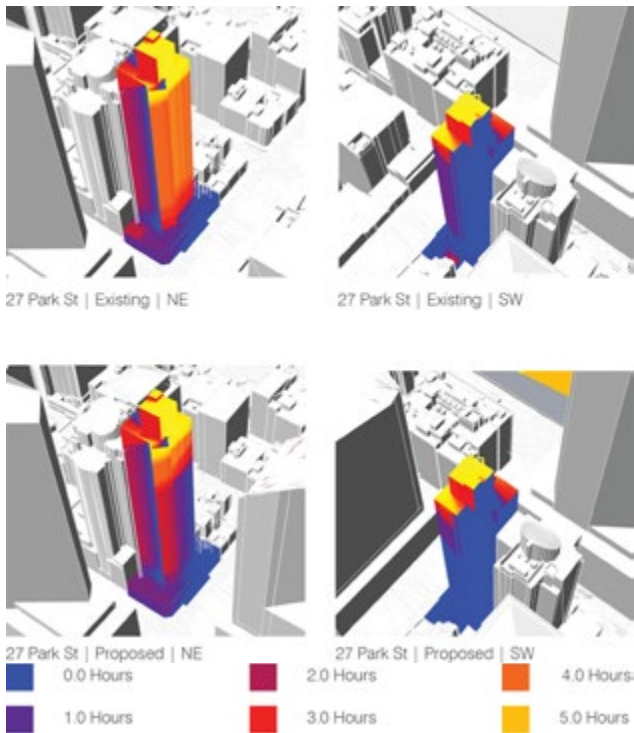 27 Park St | Existing | NE
27 Park St | Existing | SW
27 Park St | Proposed | NE
27 Park St | Proposed | SW
0.0 Hours
2.0 Hours
4.0 Hours
1.0 Hours
3.0 Hours
5.0 Hours